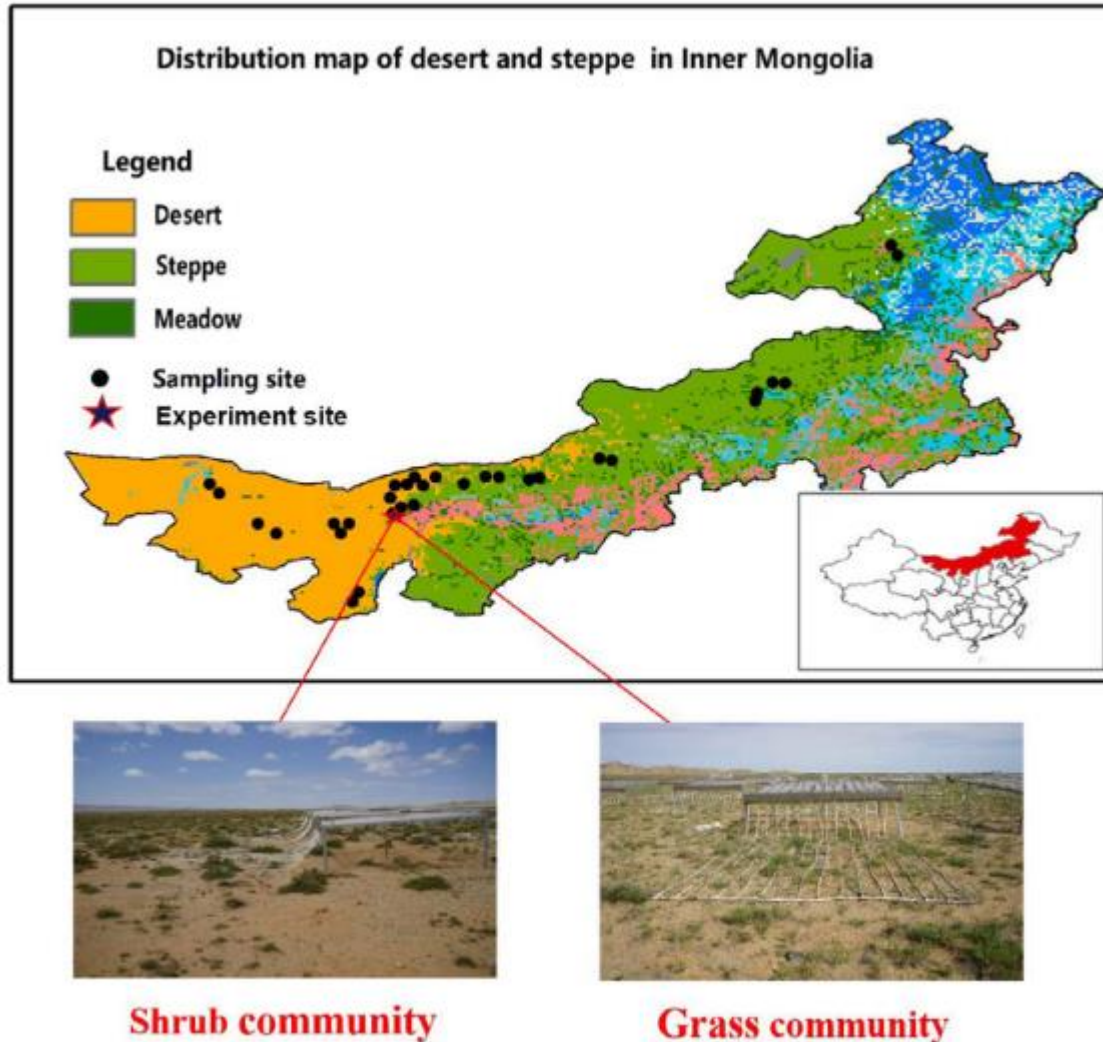 Distribution map of desert and steppe in Inner Mongolia
Legend
Desert
Steppe
Meadow
Sampling site
Experiment site
Shrub community
Grass community